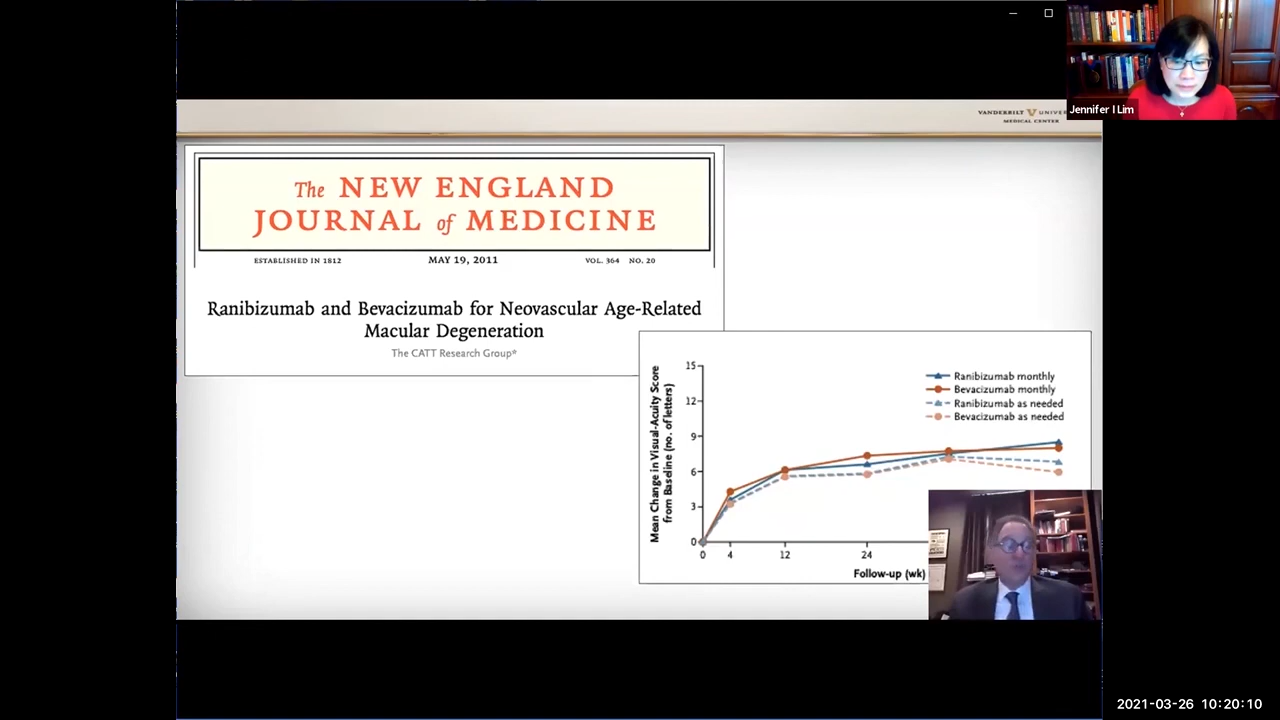 VANDERBILT
MEDICAL CENTER
Jennifer I Lim
The NEW ENGLAND
JOURNAL of MEDICINE
ESTABLISHED IN 1812 MAY 19, 2011 VOL. 364 NO. 20
Ranibizumab and Bevacizumab for Neovascular Age-Related
Macular Degeneration
The CATT Research Group*
Mean Change in Visual-Acuity Score
from Baseline (no. of letters)
15
12
9
6
3
0
Ranibizumab monthly
Bevacizumab monthly
Ranibizumab as needed
Bevacizumab as needed
0 4 12 24
Follow-up (wk)
2021-03-26 10:20:10